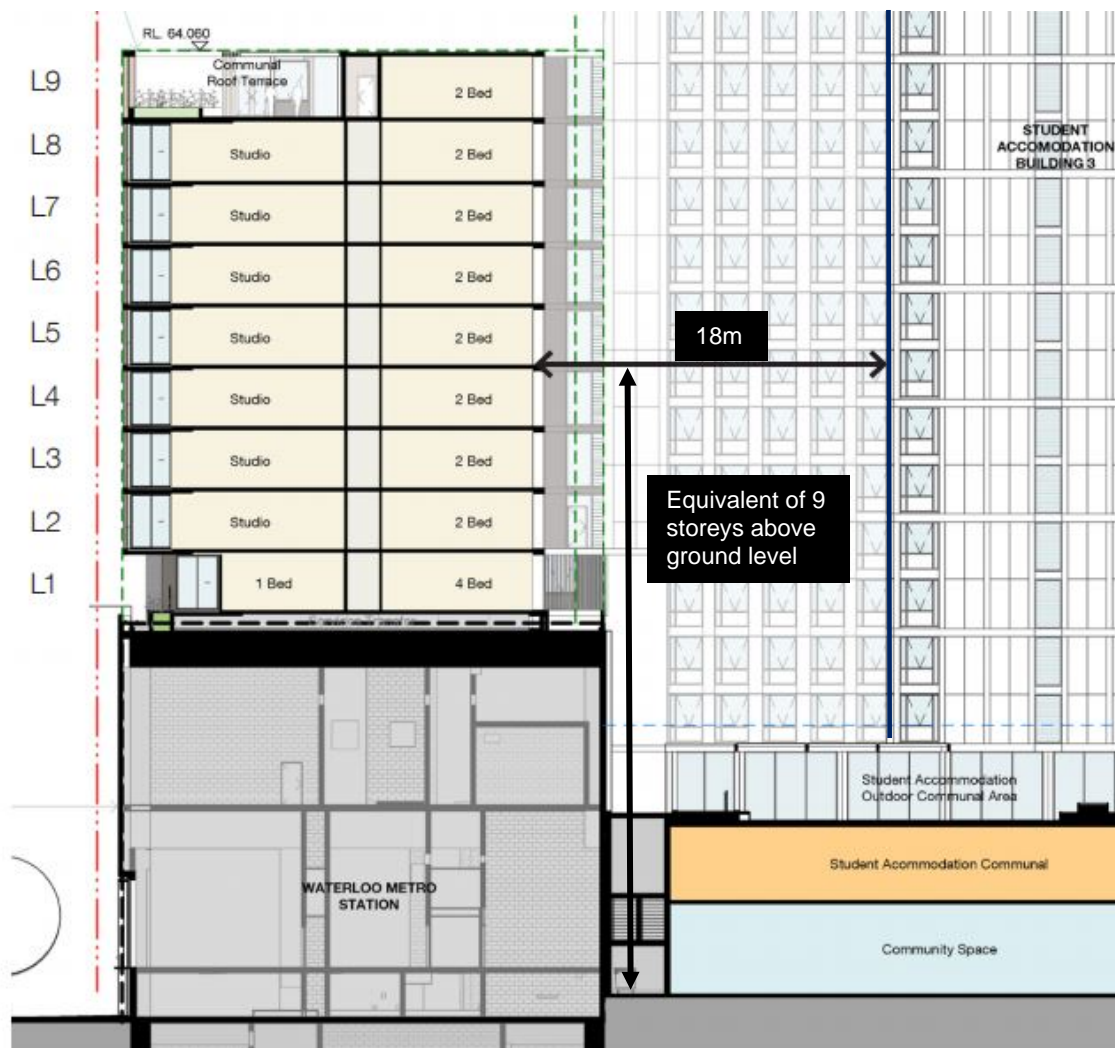 RL. 64.060
Communal
Roof Terrace
L9
2 Bed
STUDENT
ACCOMODATION
BUILDING 3
L8
Studio
2 Bed
L7
Studio
2 Bed
L6
Studio
2 Bed
L5
Studio
2 Bed
18m
L4
Studio
2 Bed
L3
Studio
2 Bed
L2
Studio
2 Bed
Equivalent of 9
storeys above
ground level
L1
1 Bed
4 Bed
Student Accommodation
Outdoor Communal Area
Student Acommodation Communal
WATERLOO METRO
STATION
Community Space